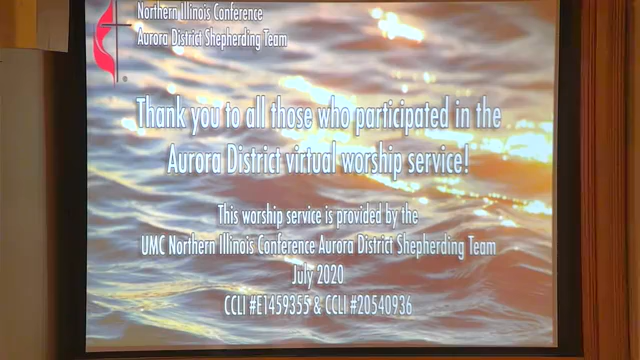 Northern Illinois Conference
Aurora District Shepherding Team
Thank you to all those who participated in the
Aurora District virtual worship service!
This worship service is provided by the
UMC Northern Illinois Conference Aurora District Shepherding Team
July 2020
CCLI #E1459355 & CCLI #20540936